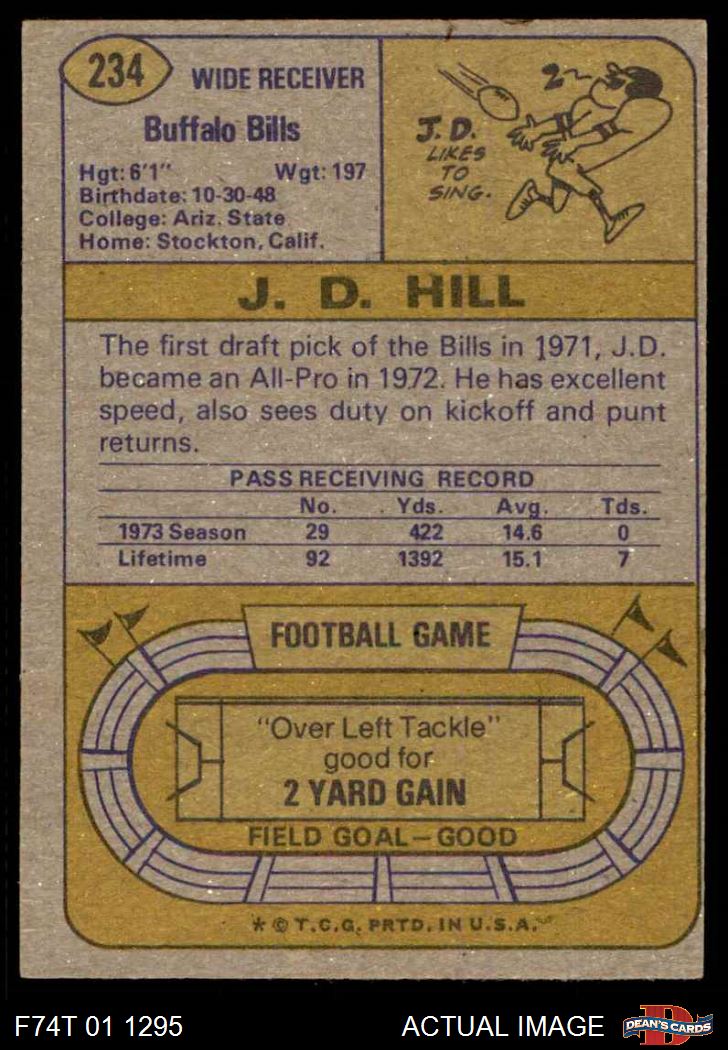 234
WIDE RECEIVER
Buffalo Bills
Hgt: 6'1" Wgt: 197
Birthdate: 10-30-48
College: Ariz. State
Home: Stockton, Calif.
J.D.
LIKES
TO
SING.
J. D. HILL
The first draft pick of the Bills in 1971, J.D.
became an All-Pro in 1972. He has excellent
speed, also sees duty on kickoff and punt
returns.
PASS RECEIVING RECORD
No. Yds. Avg. Tds.
1973 Season 29 422 14.6 0
Lifetime 92 1392 15.1 7
FOOTBALL GAME
"Over Left Tackle"
good for
2 YARD GAIN
FIELD GOAL—GOOD
* © T.C.G. PRTD. IN U.S.A.
F74T 01 1295 ACTUAL IMAGE
D
DEAN'S CARDS